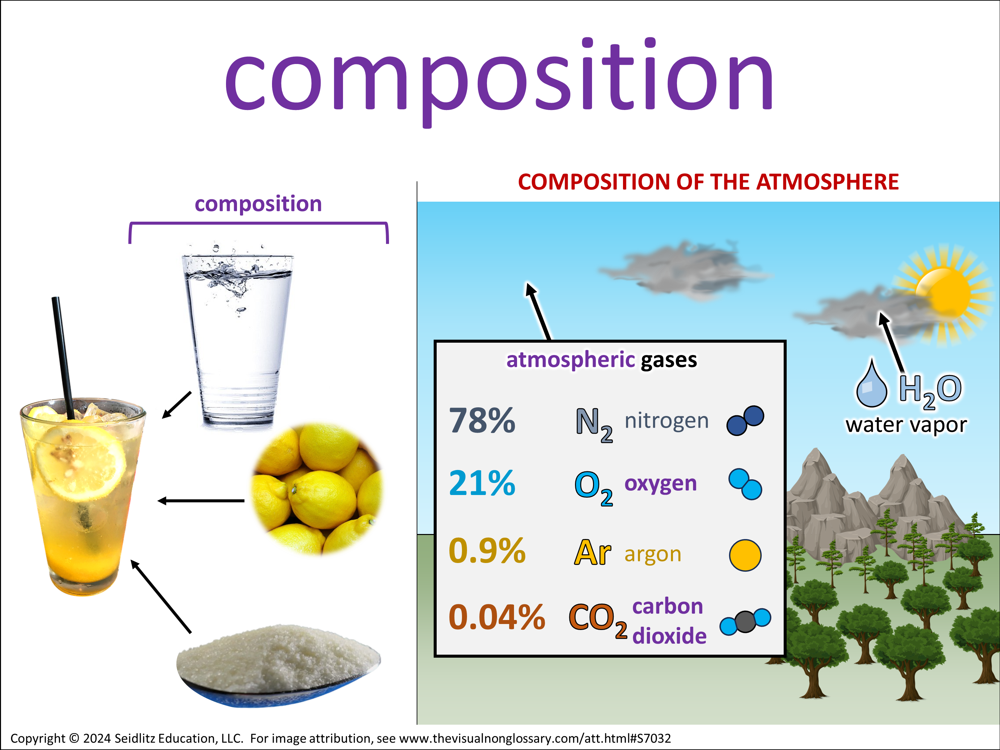 composition
composition
COMPOSITION OF THE ATMOSPHERE
atmospheric gases
78% N₂ nitrogen
21% O₂ oxygen
0.9% Ar argon
0.04% CO₂ carbon
dioxide
H₂O
water vapor
Copyright © 2024 Seidlitz Education, LLC. For image attribution, see www.thevisualnonglossary.com/att.html#S7032